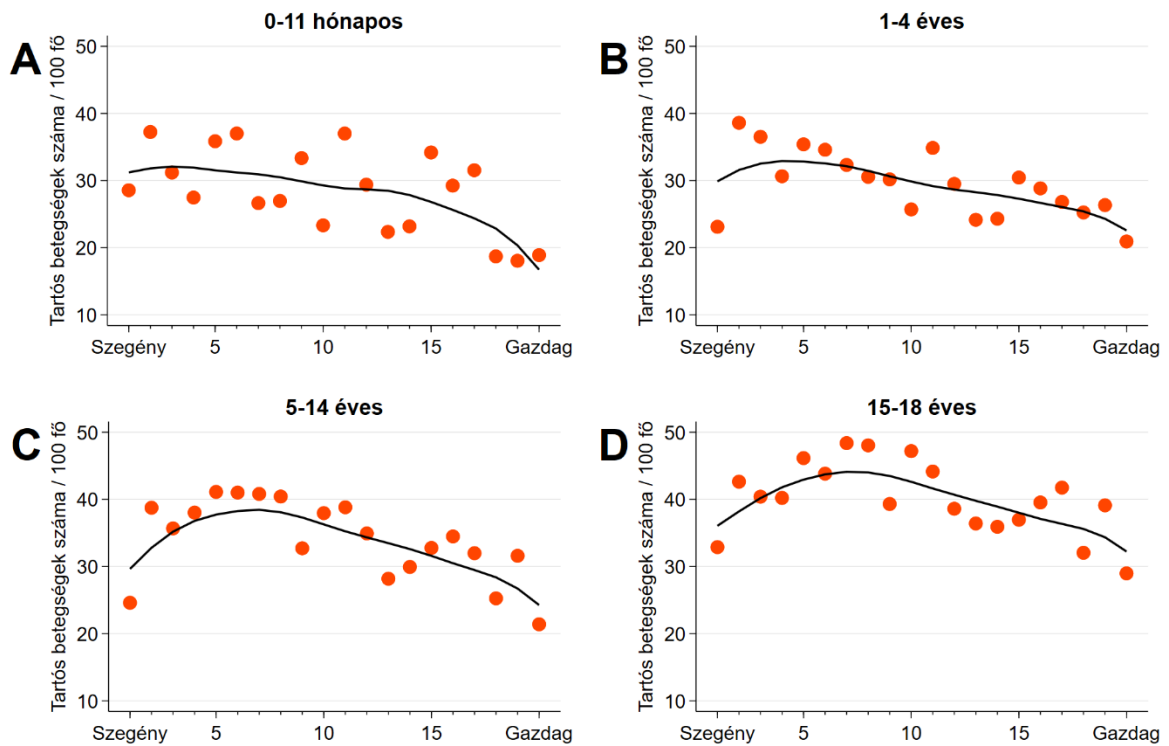 A
0-11 hónapos
Tartós betegségek száma / 100 fő
50
40
30
20
10
Szegény 5 10 15 Gazdag
B
1-4 éves
Tartós betegségek száma / 100 fő
50
40
30
20
10
Szegény 5 10 15 Gazdag
C
5-14 éves
Tartós betegségek száma / 100 fő
50
40
30
20
10
Szegény 5 10 15 Gazdag
D
15-18 éves
Tartós betegségek száma / 100 fő
50
40
30
20
10
Szegény 5 10 15 Gazdag